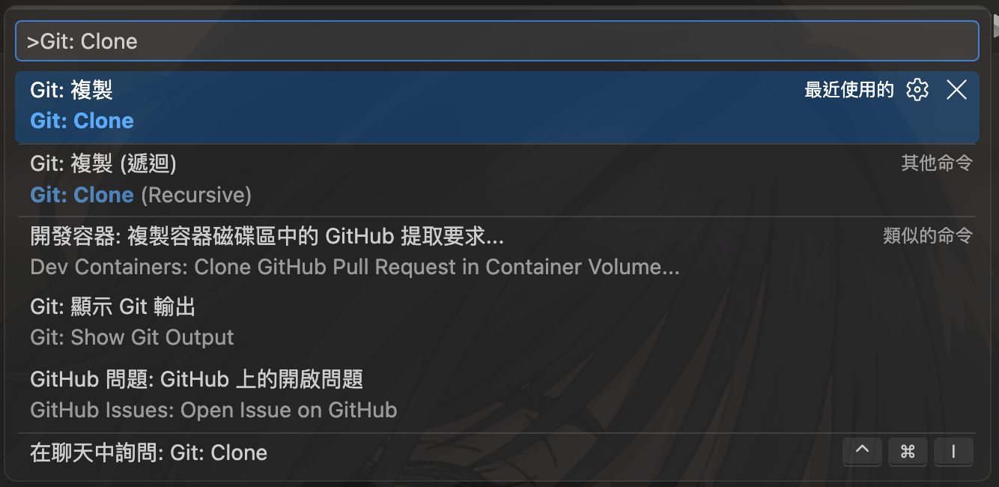 >Git: Clone
Git: 複製
最近使用的
Git: Clone
Git: 複製 (遞迴)
其他命令
Git: Clone (Recursive)
開發容器: 複製容器磁碟區中的 GitHub 提取要求...
類似的命令
Dev Containers: Clone GitHub Pull Request in Container Volume...
Git: 顯示 Git 輸出
Git: Show Git Output
GitHub 問題: GitHub 上的開啟問題
GitHub Issues: Open Issue on GitHub
在聊天中詢問: Git: Clone
^ ⌘ I